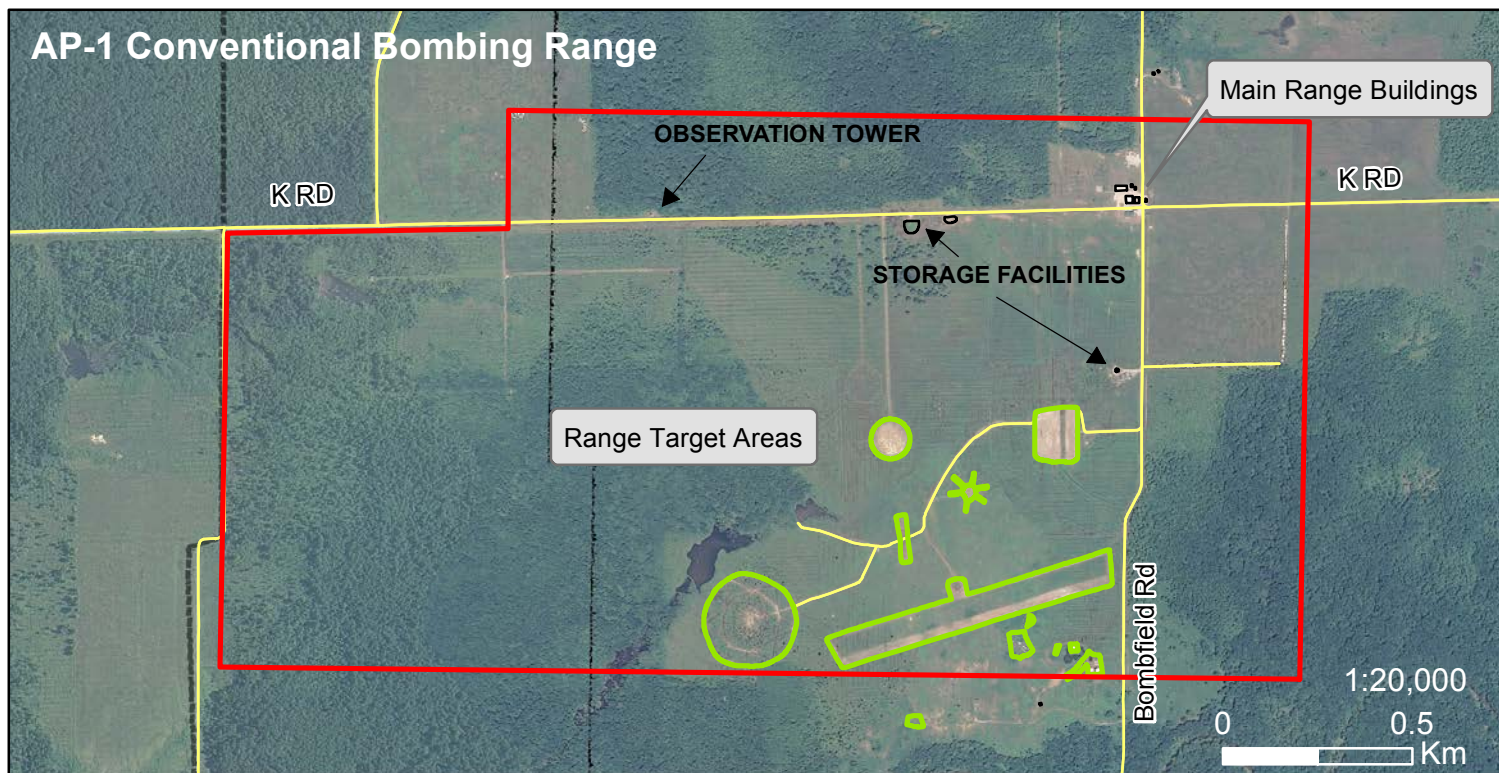 AP-1 Conventional Bombing Range
Main Range Buildings
OBSERVATION TOWER
K RD
K RD
STORAGE FACILITIES
Range Target Areas
Bombfield Rd
1:20,000
0 0.5
Km